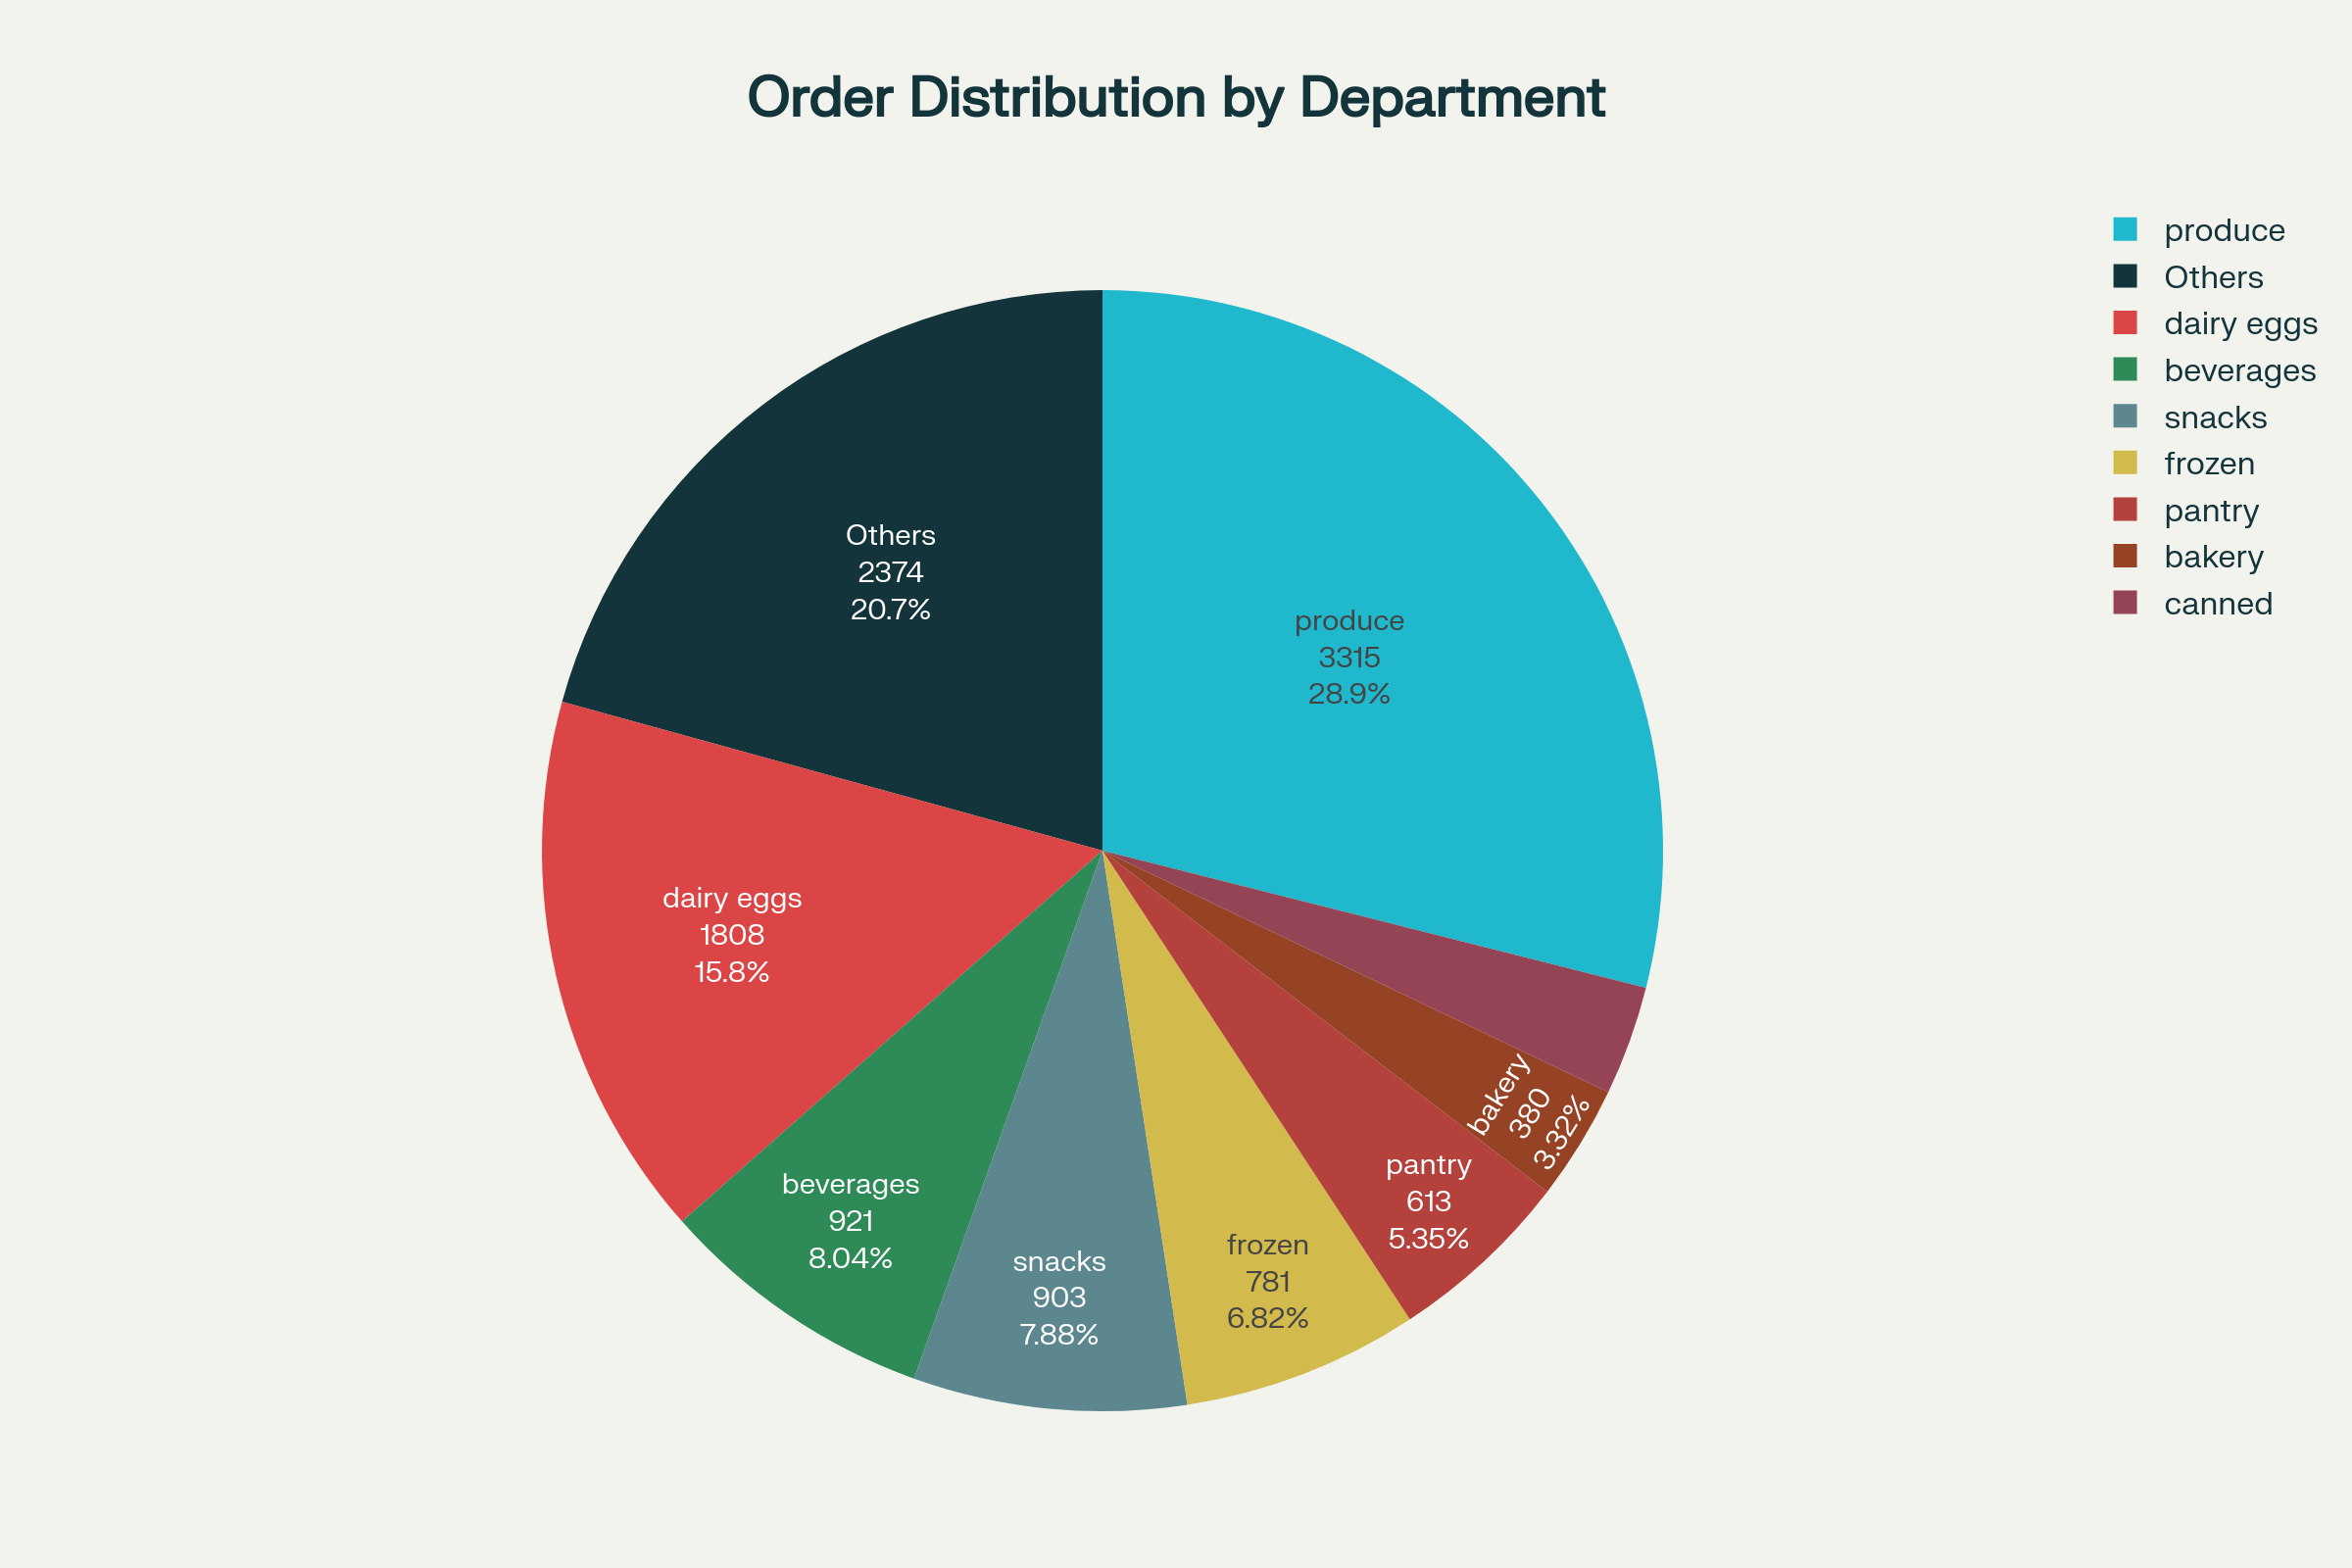 Order Distribution by Department
produce
Others
dairy eggs
beverages
snacks
frozen
pantry
bakery
canned
Others
2374
20.7%
produce
3315
28.9%
dairy eggs
1808
15.8%
beverages
921
8.04%
snacks
903
7.88%
frozen
781
6.82%
pantry
613
5.35%
bakery
380
3.32%